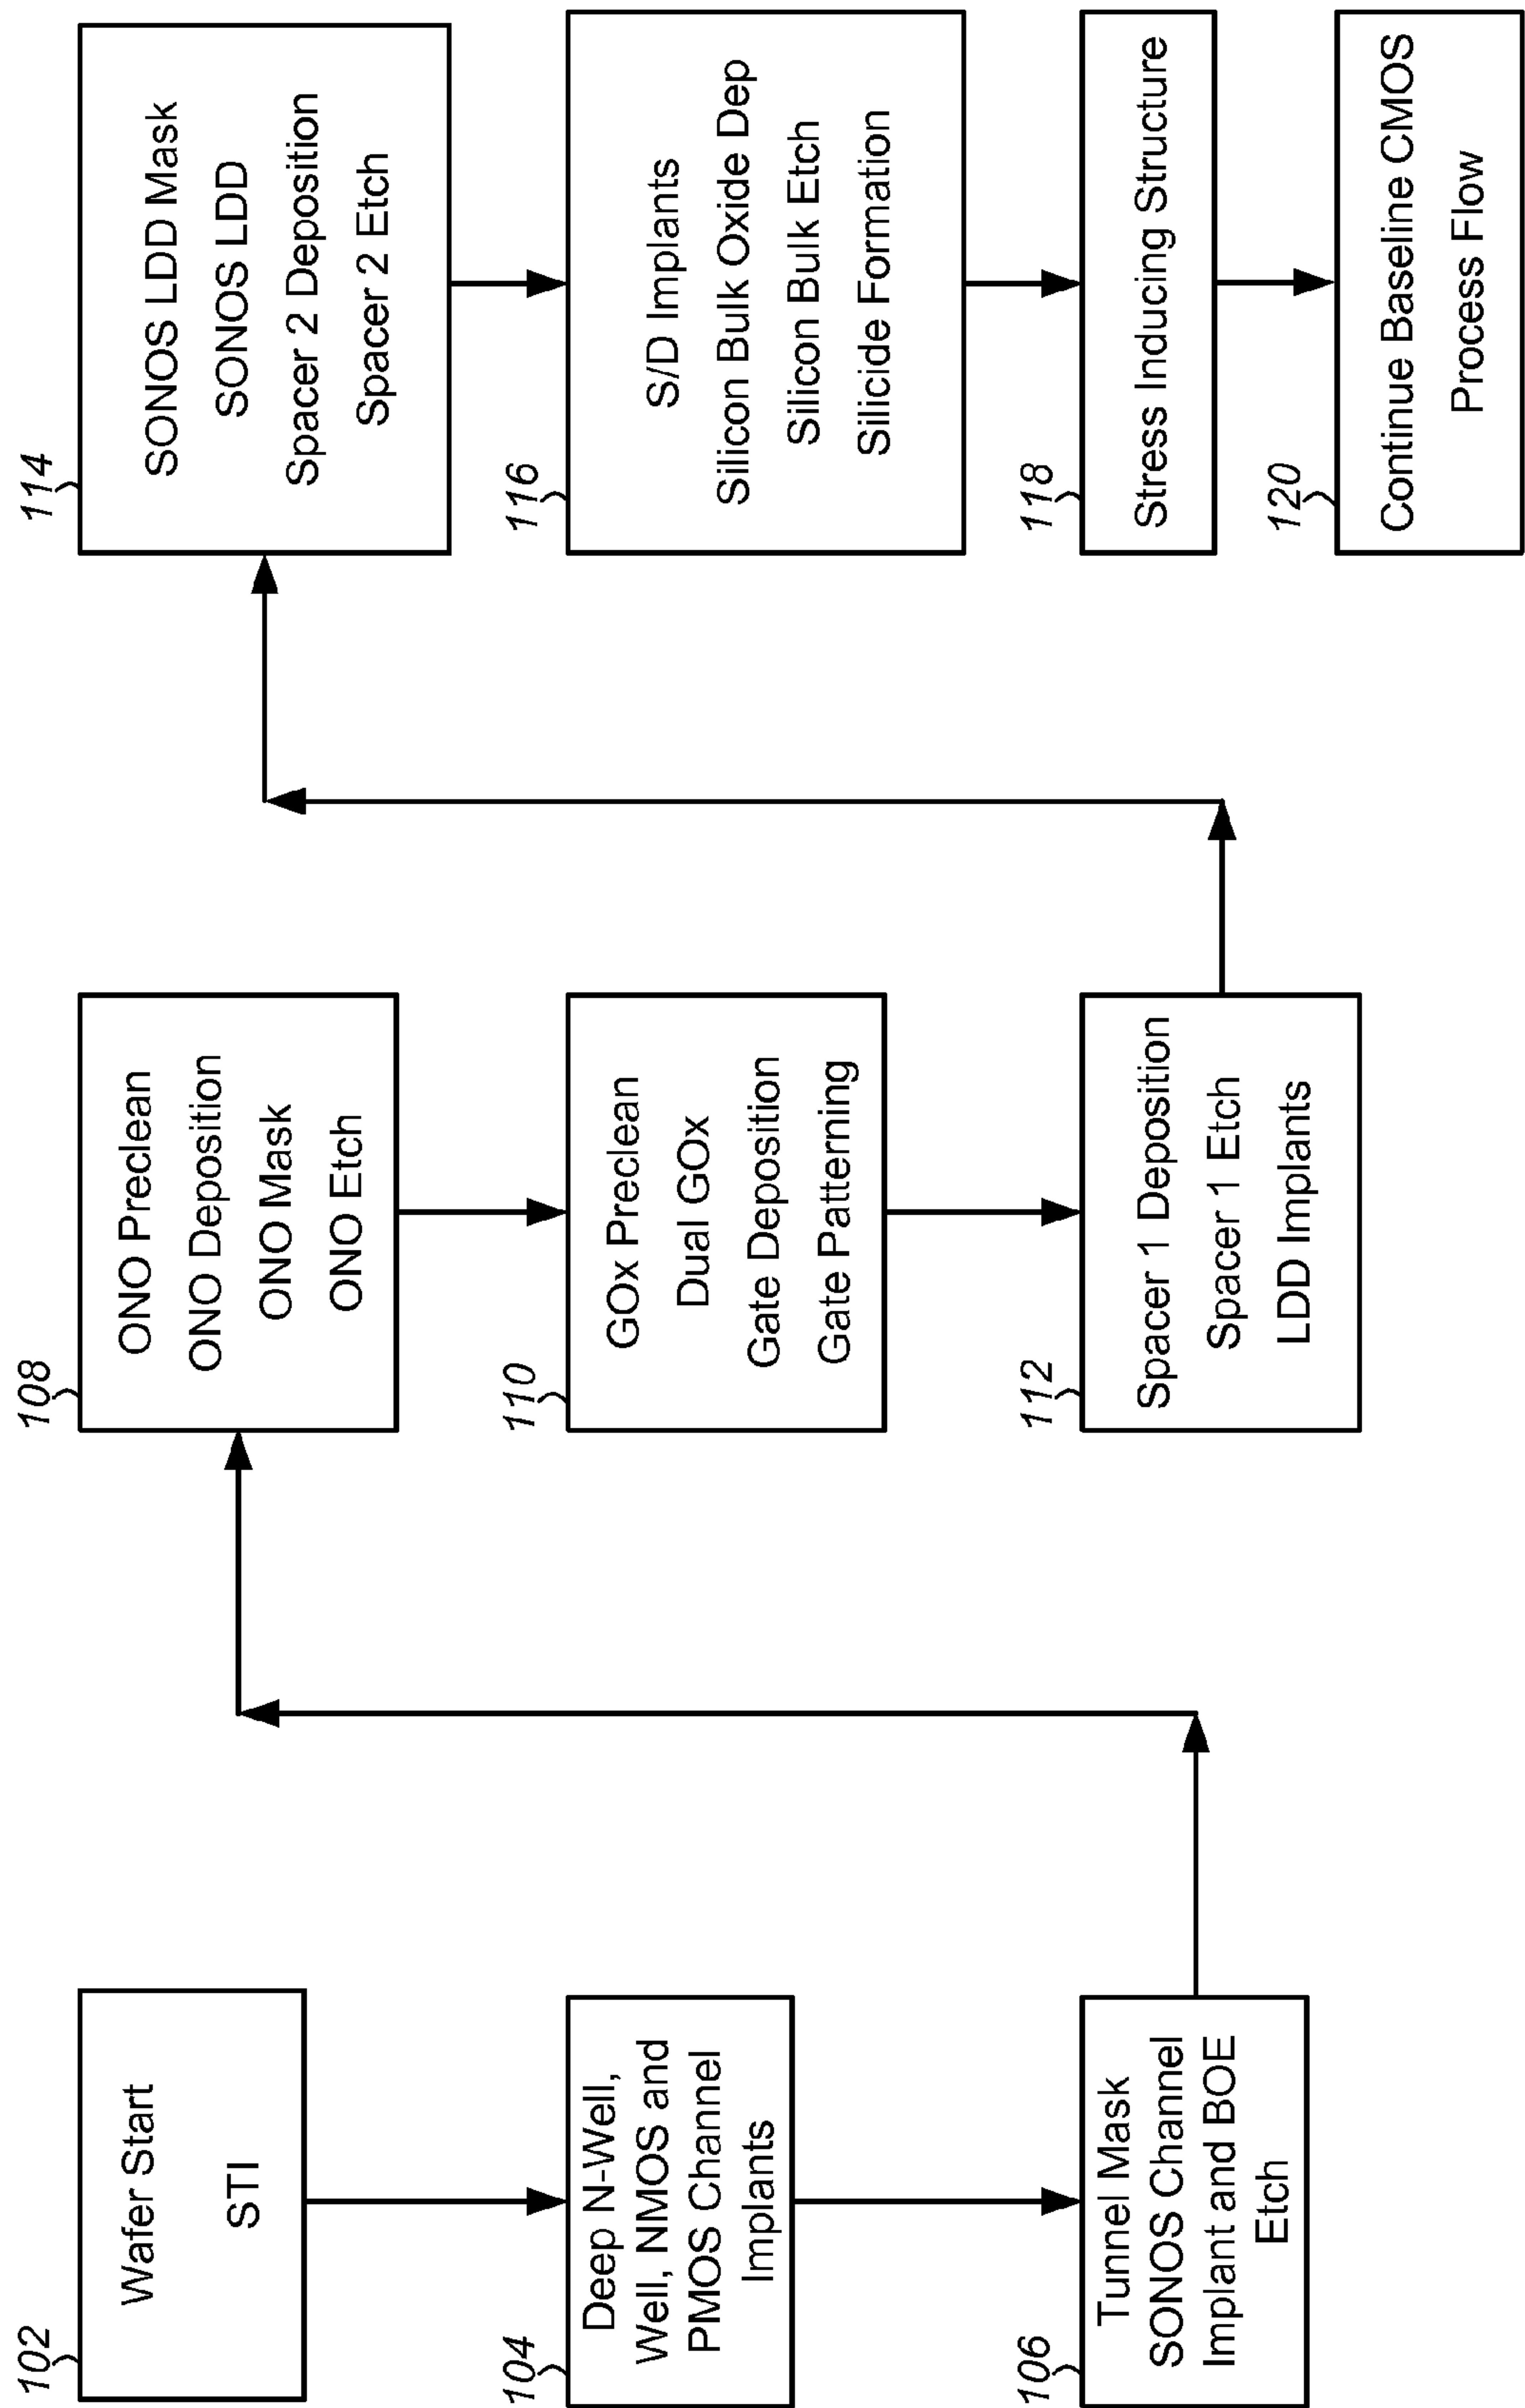 102
Wafer Start
STI
104
Deep N-Well,
Well, NMOS and
PMOS Channel
Implants
106
Tunnel Mask
SONOS Channel
Implant and BOE
Etch
108
ONO Preclean
ONO Deposition
ONO Mask
ONO Etch
110
GOx Preclean
Dual GOx
Gate Deposition
Gate Patterning
112
Spacer 1 Deposition
Spacer 1 Etch
LDD Implants
114
SONOS LDD Mask
SONOS LDD
Spacer 2 Deposition
Spacer 2 Etch
116
S/D Implants
Silicon Bulk Oxide Dep
Silicon Bulk Etch
Silicide Formation
118
Stress Inducing Structure
120
Continue Baseline CMOS
Process Flow